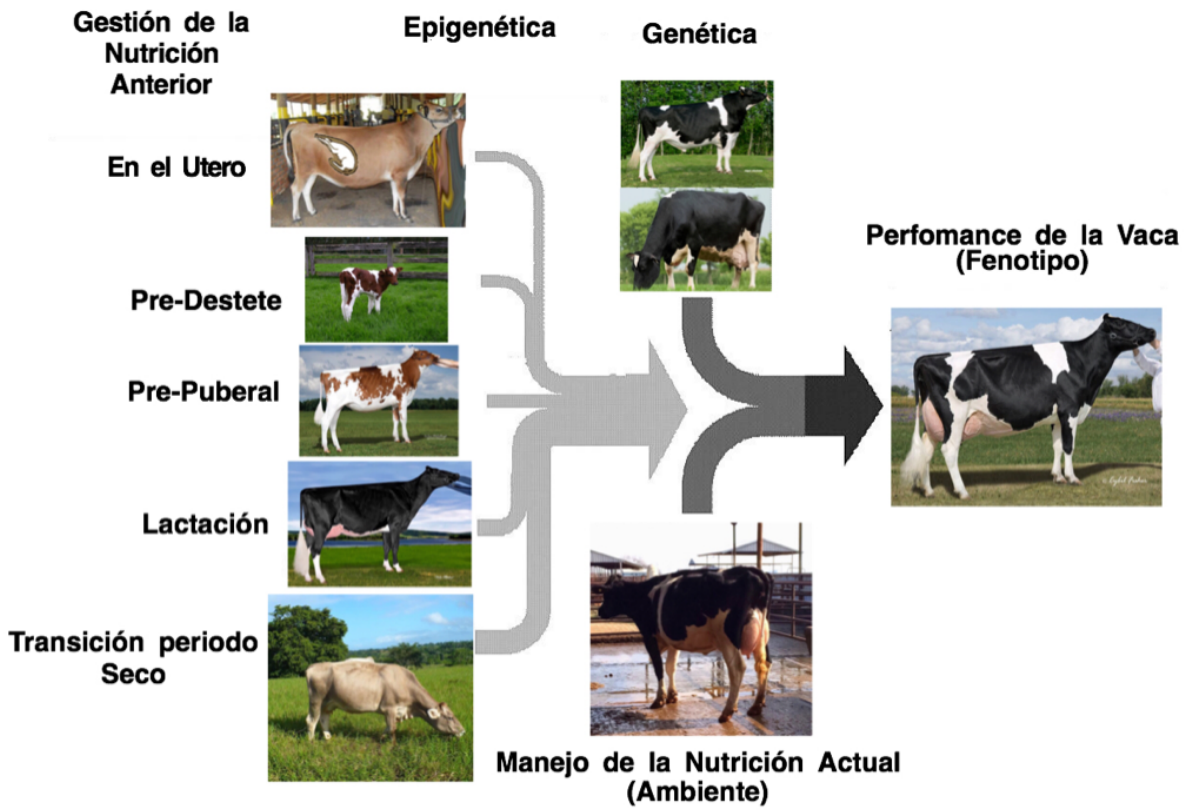 Gestión de la
Nutrición
Anterior
Epigenética
Genética
En el Utero
Pre-Destete
Pre-Puberal
Lactación
Transición periodo
Seco
Perfomance de la Vaca
(Fenotipo)
Manejo de la Nutrición Actual
(Ambiente)